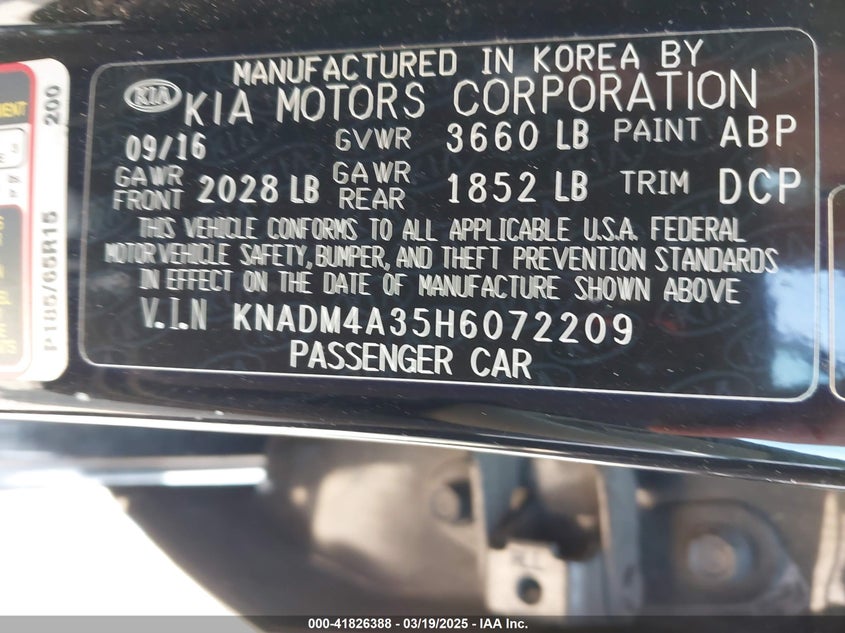 MANUFACTURED IN KOREA BY
KIA KIA MOTORS CORPORATION
09/16 GVWR 3660 LB PAINT ABP
GAWR FRONT 2028 LB GAWR REAR 1852 LB TRIM DCP
THIS VEHICLE CONFORMS TO ALL APPLICABLE U.S.A. FEDERAL
MOTOR VEHICLE SAFETY, BUMPER, AND THEFT PREVENTION STANDARDS
IN EFFECT ON THE DATE OF MANUFACTURE SHOWN ABOVE
V.I.N KNADM4A35H6072209
PASSENGER CAR
200
P185/65R15
000-41826388 - 03/19/2025 - IAA Inc.